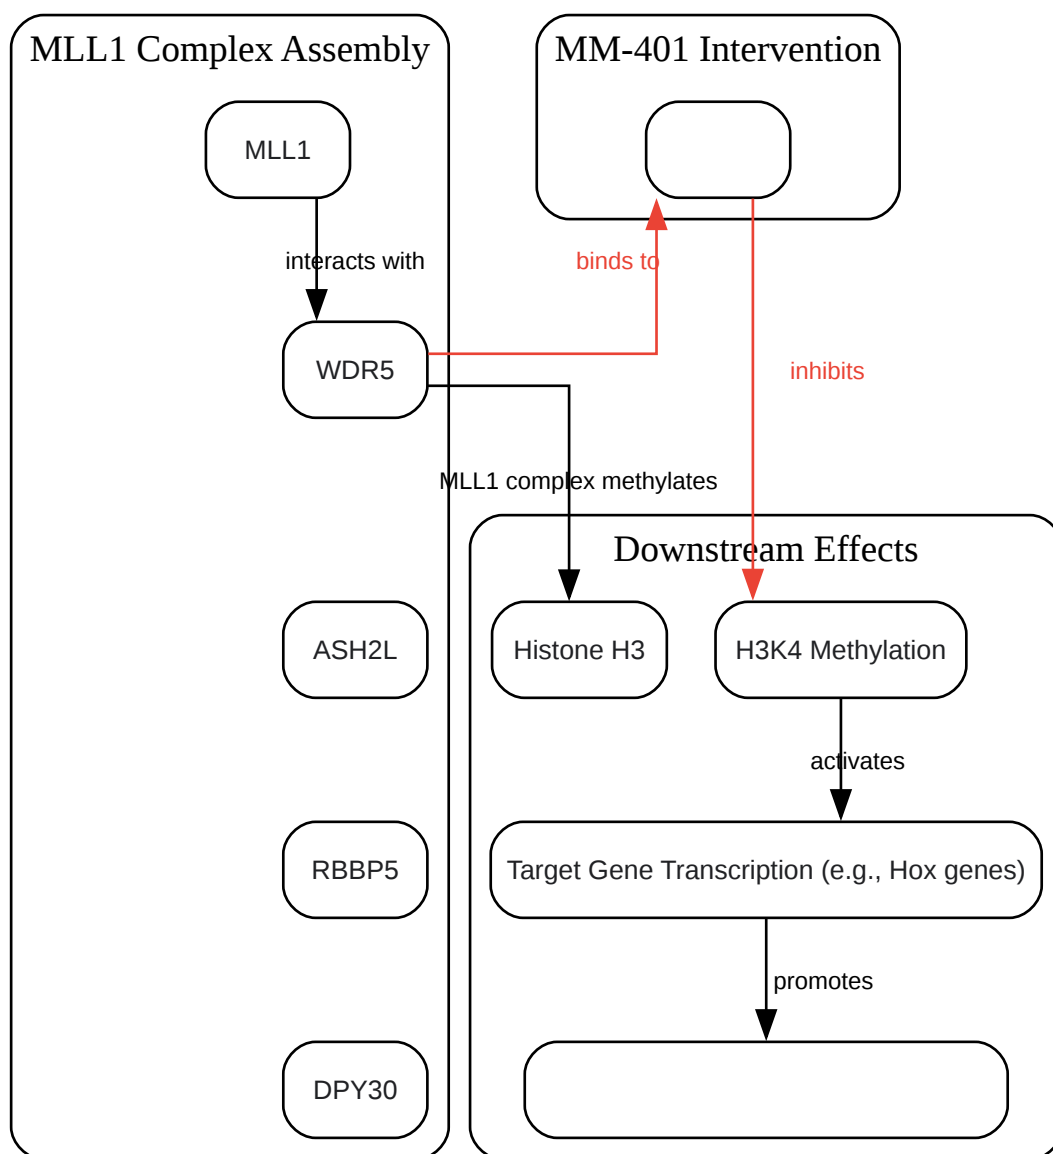 MLL1 Complex Assembly
MM-401 Intervention
MLL1
interacts with
binds to
WDR5
inhibits
MLL1 complex methylates
Downstream Effects
ASH2L
Histone H3
H3K4 Methylation
activates
RBBP5
Target Gene Transcription (e.g., Hox genes)
promotes
DPY30